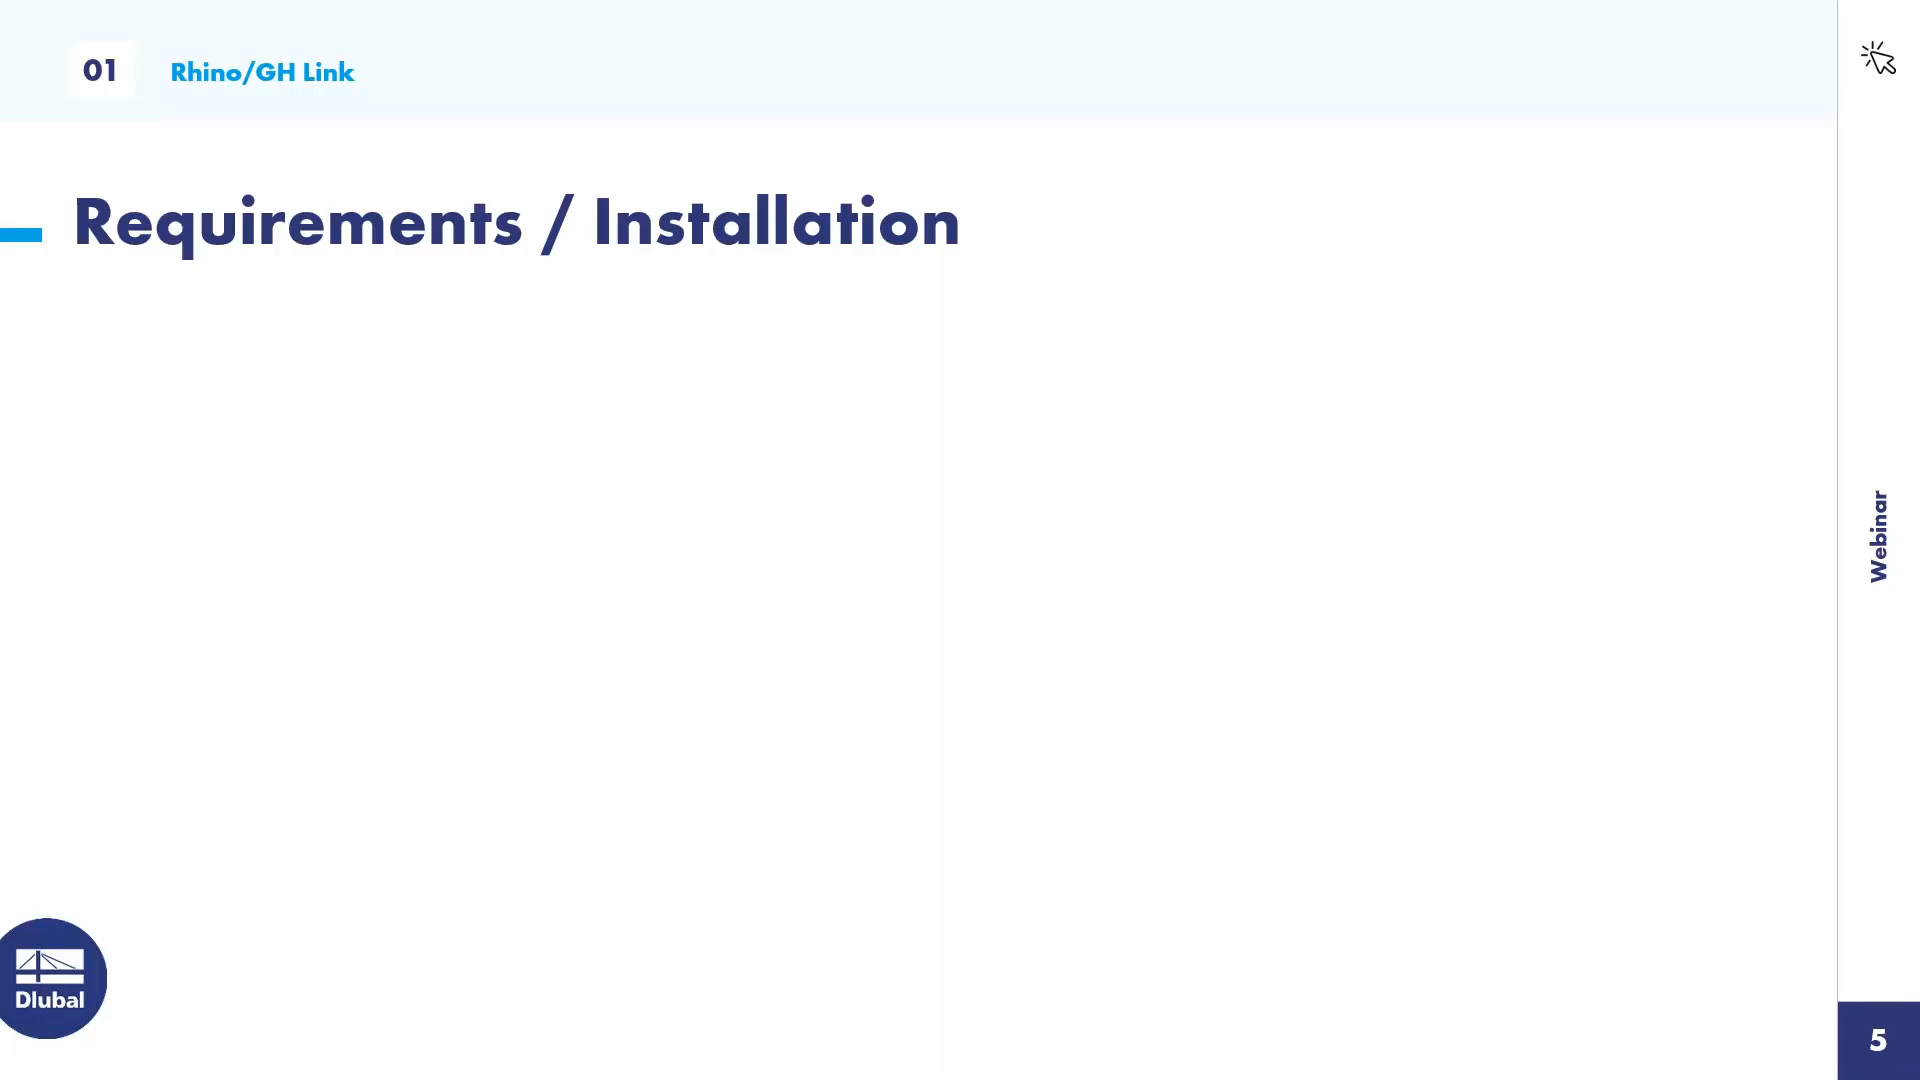 01 Rhino/GH Link
Requirements / Installation
Webinar
Dlubal
5